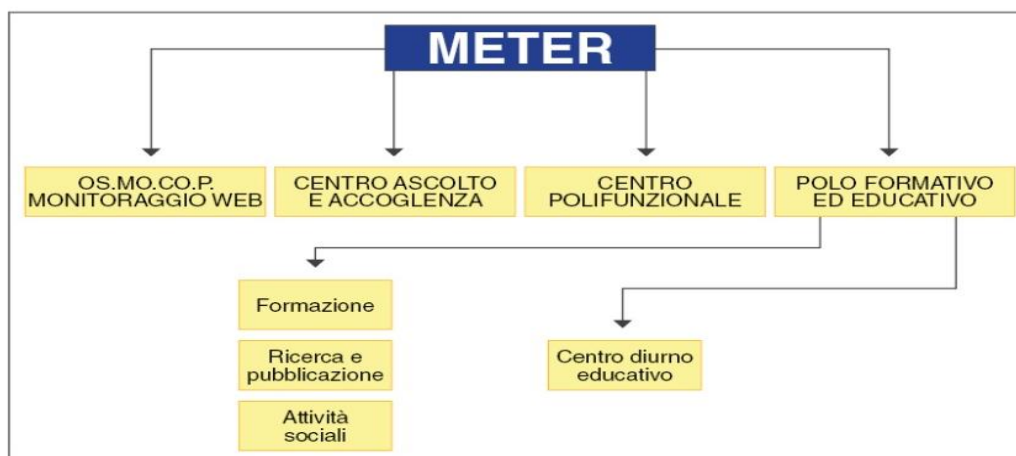 METER
OS.MO.CO.P.
MONITORAGGIO WEB
CENTRO ASCOLTO
E ACCOGLENZA
CENTRO
POLIFUNZIONALE
POLO FORMATIVO
ED EDUCATIVO
Formazione
Ricerca e
pubblicazione
Attività
sociali
Centro diurno
educativo